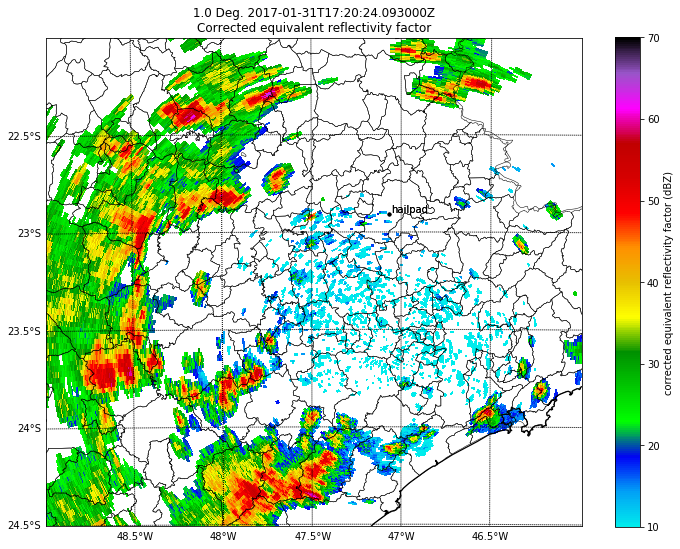 1.0 Deg. 2017-01-31T17:20:24.093000Z
Corrected equivalent reflectivity factor
22.5°S
23°S
23.5°S
24°S
24.5°S
hailpad
48.5°W
48°W
47.5°W
47°W
46.5°W
70
60
50
40
30
20
10
corrected equivalent reflectivity factor (dBZ)